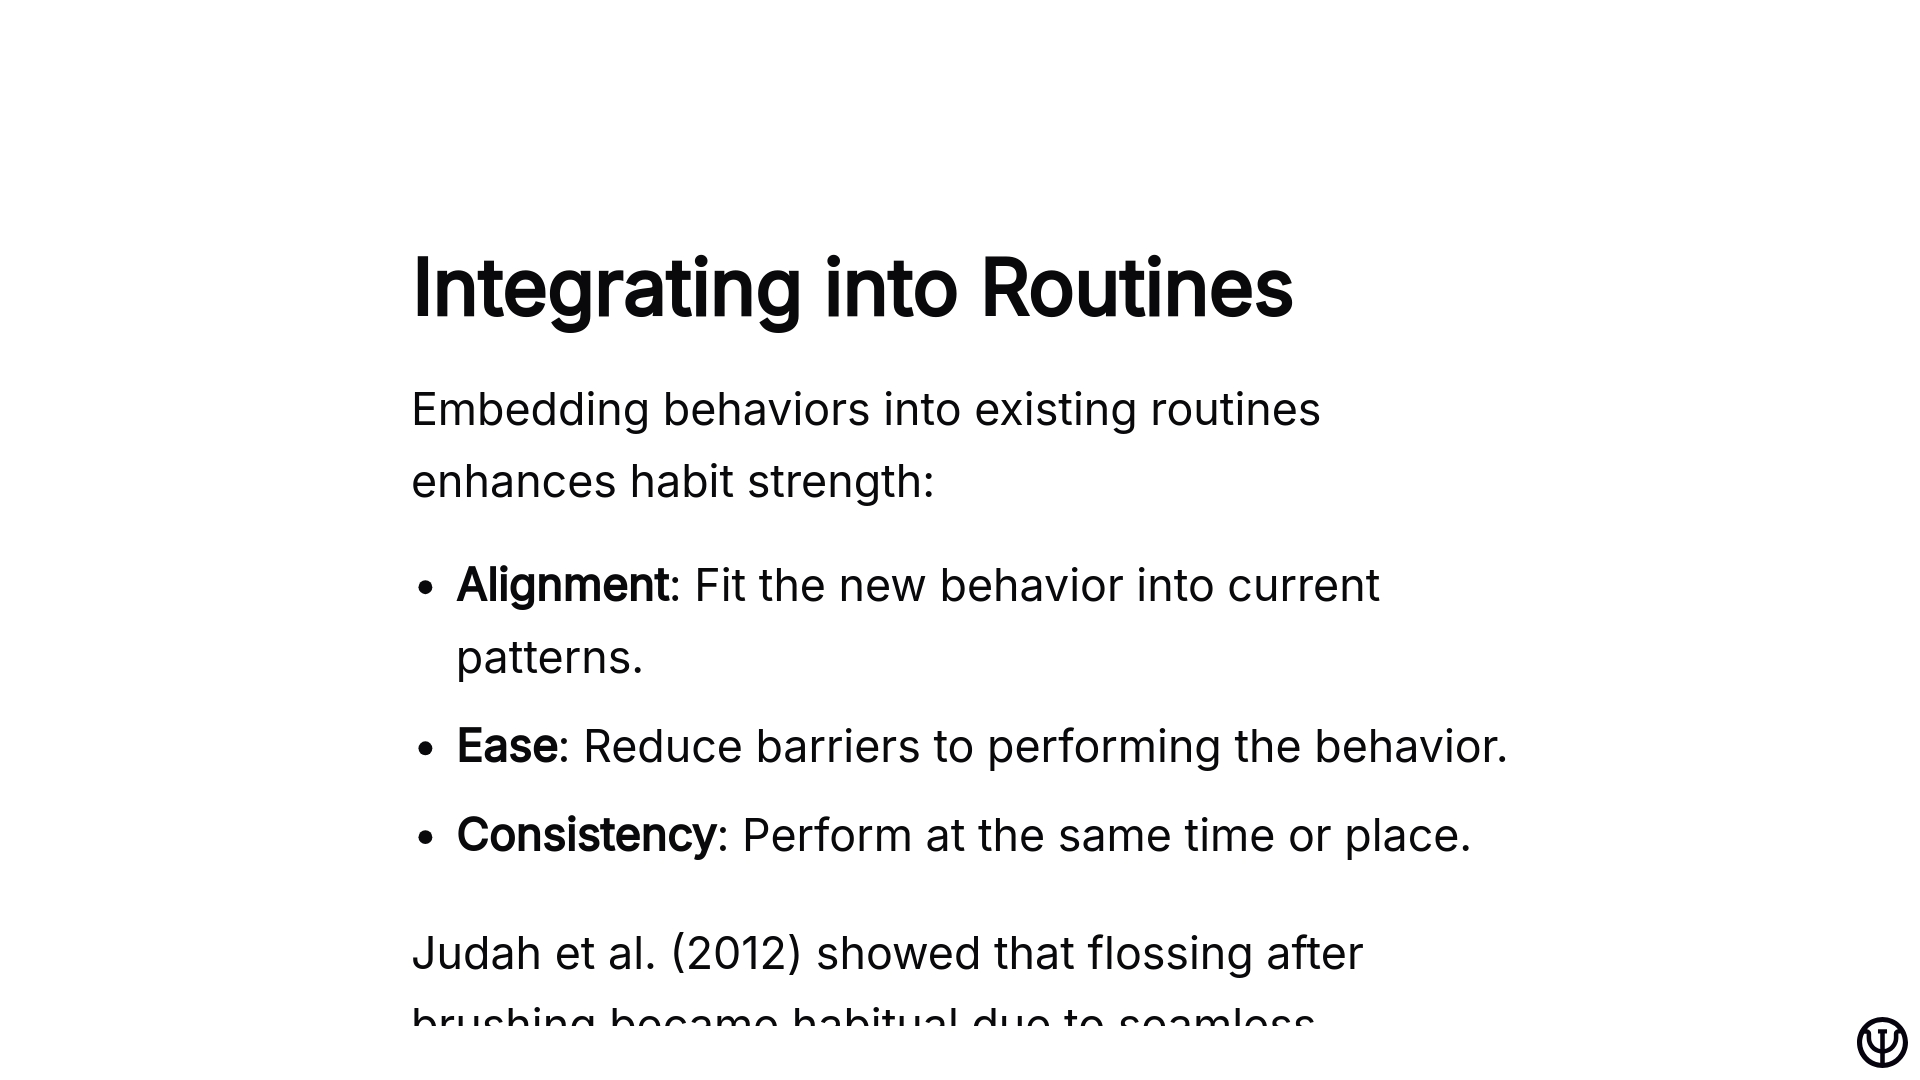 Integrating into Routines
Embedding behaviors into existing routines
enhances habit strength:
• Alignment: Fit the new behavior into current
patterns.
• Ease: Reduce barriers to performing the behavior.
• Consistency: Perform at the same time or place.
Judah et al. (2012) showed that flossing after
brushing became habitual due to seamless